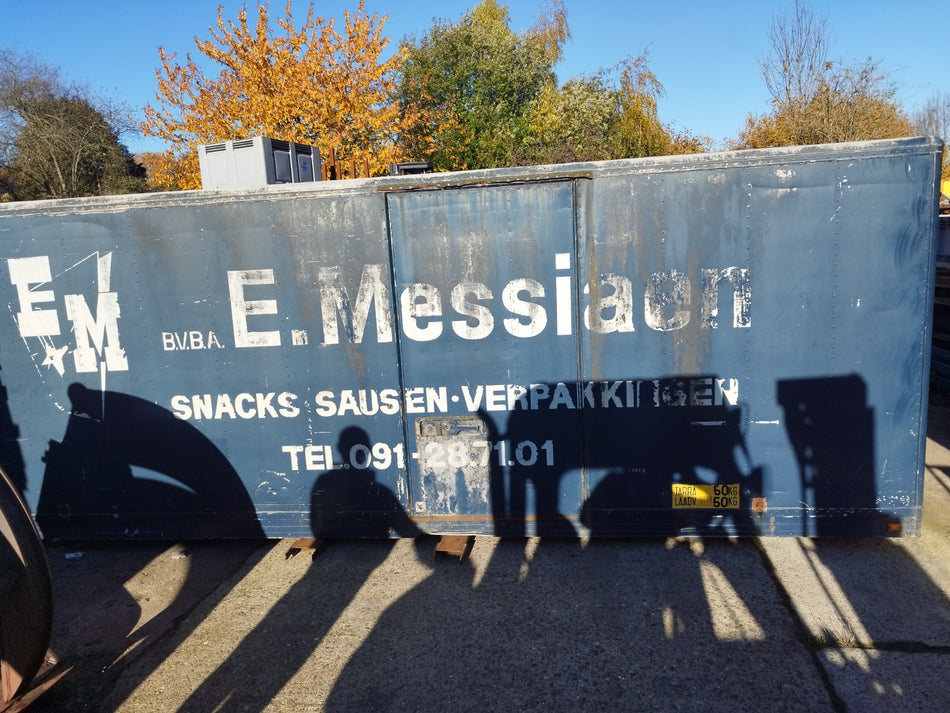 EM
B.V.B.A. E.Messiaen
SNACKS SAUSEN·VERPAKKINGEN
TEL.091-28.71.01
TARRA 50KG
LAADV 50KG